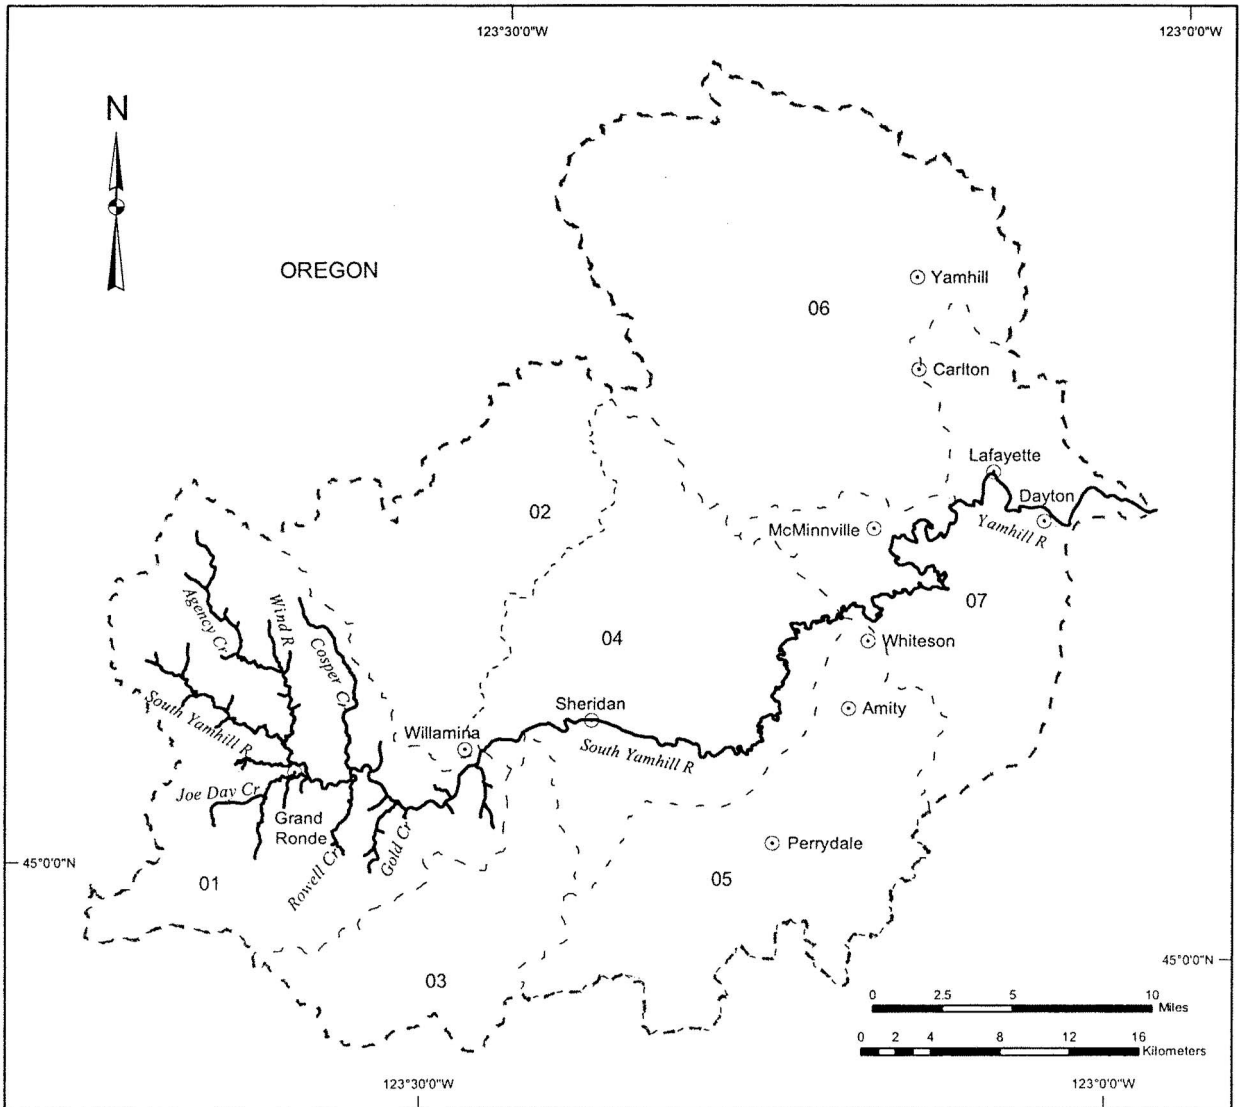 123°30'0"W
123°0'0"W
N
OREGON
Yamhill
06
Carlton
Lafayette
Dayton
02
McMinnville
Yamhill R
07
Agency Cr
Wind R
Cosper Cr
04
Whiteson
South Yamhill R
Sheridan
Amity
Willamina
South Yamhill R
Joe Day Cr
Grand
Ronde
Gold Cr
Perrydale
Rowell Cr
45°0'0"N
01
05
03
45°0'0"N
0 2.5 5 10
Miles
0 2 4 8 12 16
Kilometers
123°30'0"W
123°0'0"W